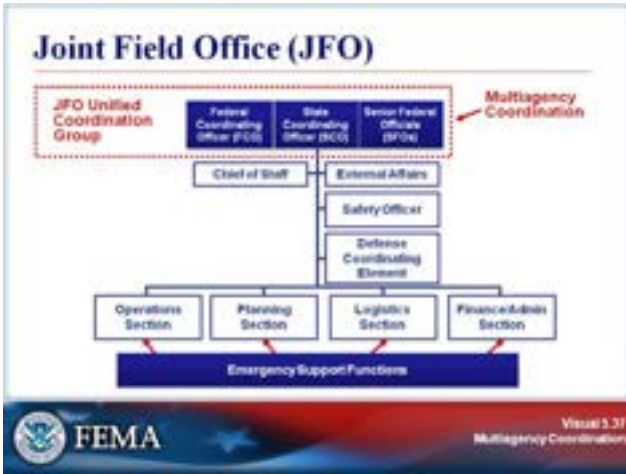 Joint Field Office (JFO)
JFO Unified
Coordination
Group
Federal
Coordinating
Officer (FCO)
State
Coordinating
Officer (SCO)
Senior Federal
Officials
(SFOs)
Multiagency
Coordination
Chief of Staff
External Affairs
Safety Officer
Defense
Coordinating
Element
Operations
Section
Planning
Section
Logistics
Section
Finance/Admin
Section
Emergency Support Functions
FEMA
Visual 5.37
Multiagency Coordination